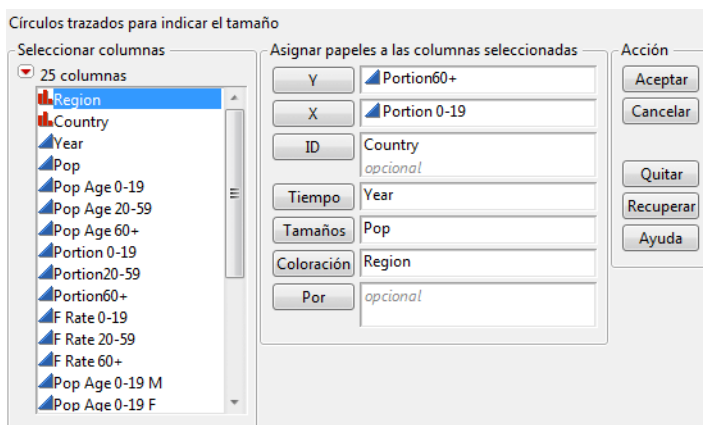 Círculos trazados para indicar el tamaño
Seleccionar columnas
25 columnas
Region
Country
Year
Pop
Pop Age 0-19
Pop Age 20-59
Pop Age 60+
Portion 0-19
Portion20-59
Portion60+
F Rate 0-19
F Rate 20-59
F Rate 60+
Pop Age 0-19 M
Pop Age 0-19 F
Asignar papeles a las columnas seleccionadas
Y Portion60+
X Portion 0-19
ID Country
opcional
Tiempo Year
Tamaños Pop
Coloración Region
Por opcional
Acción
Aceptar
Cancelar
Quitar
Recuperar
Ayuda